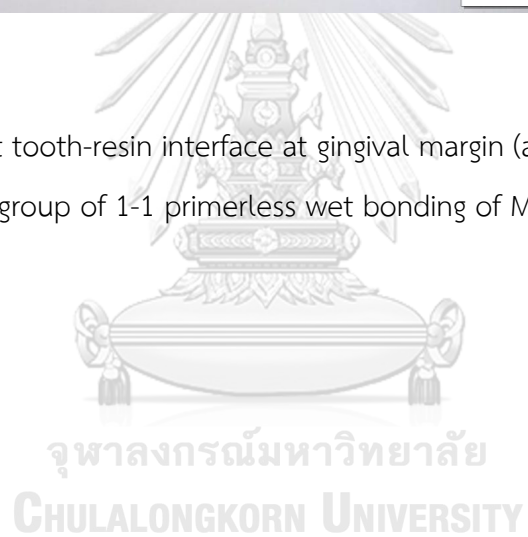 tooth-resin interface at gingival margin (a
group of 1-1 primerless wet bonding of M
จุฬาลงกรณ์มหาวิทยาลัย
CHULALONGKORN UNIVERSITY